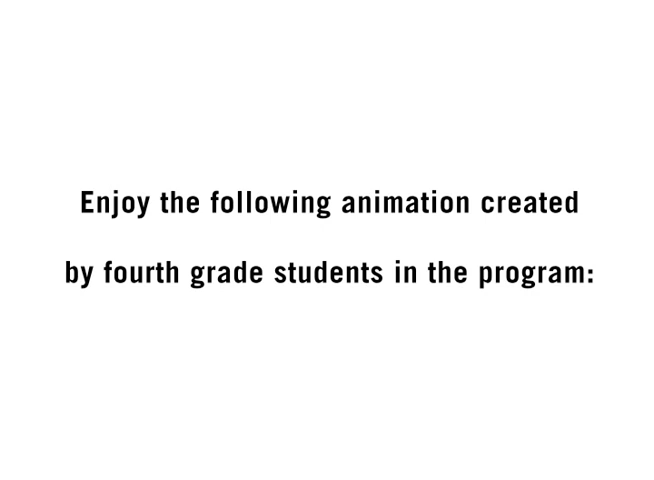 Enjoy the following animation created
by fourth grade students in the program: